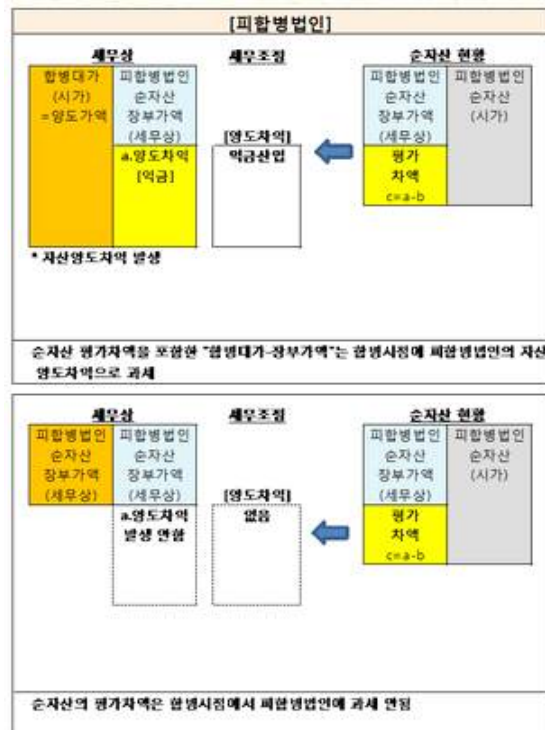 [피합병법인]
세무상 세무조정 순자산 현황
합병대가 피합병법인 피합병법인 피합병법인
(시가) 순자산 순자산 순자산
=양도가액 장부가액 장부가액 (시가)
(세무상) [양도차익] (세무상)
a.양도차익 익금산입 평가
[익금] 차액
c=a-b
* 자산양도차익 발생
순자산 평가차액을 포함한 "합병대가-장부가액"는 합병시점에 피합병법인의 자산
양도차익으로 과세
세무상 세무조정 순자산 현황
피합병법인 피합병법인 피합병법인 피합병법인
순자산 순자산 순자산 순자산
장부가액 장부가액 장부가액 (시가)
(세무상) (세무상) [양도차익] (세무상)
a.양도차익 없음 평가
발생 안함 차액
c=a-b
순자산의 평가차액은 합병시점에서 피합병법인에 과세 안됨